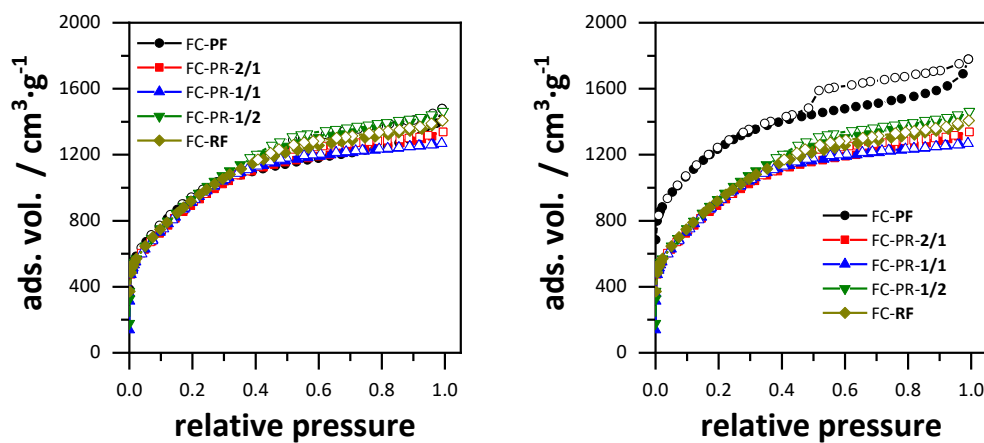 2000
1600
1200
800
400
0
ads. vol. / cm³·g⁻¹
FC-PF
FC-PR-2/1
FC-PR-1/1
FC-PR-1/2
FC-RF
0.0 0.2 0.4 0.6 0.8 1.0
relative pressure
2000
1600
1200
800
400
0
ads. vol. / cm³·g⁻¹
FC-PF
FC-PR-2/1
FC-PR-1/1
FC-PR-1/2
FC-RF
0.0 0.2 0.4 0.6 0.8 1.0
relative pressure